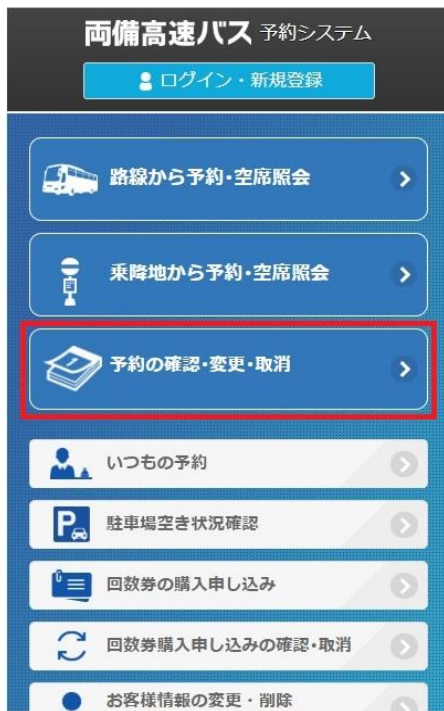 両備高速バス 予約システム
ログイン・新規登録
路線から予約・空席照会
乗降地から予約・空席照会
1
予約の確認・変更・取消
いつもの予約
P
駐車場空き状況確認
回数券の購入申し込み
回数券購入申し込みの確認・取消
お客様情報の変更・削除